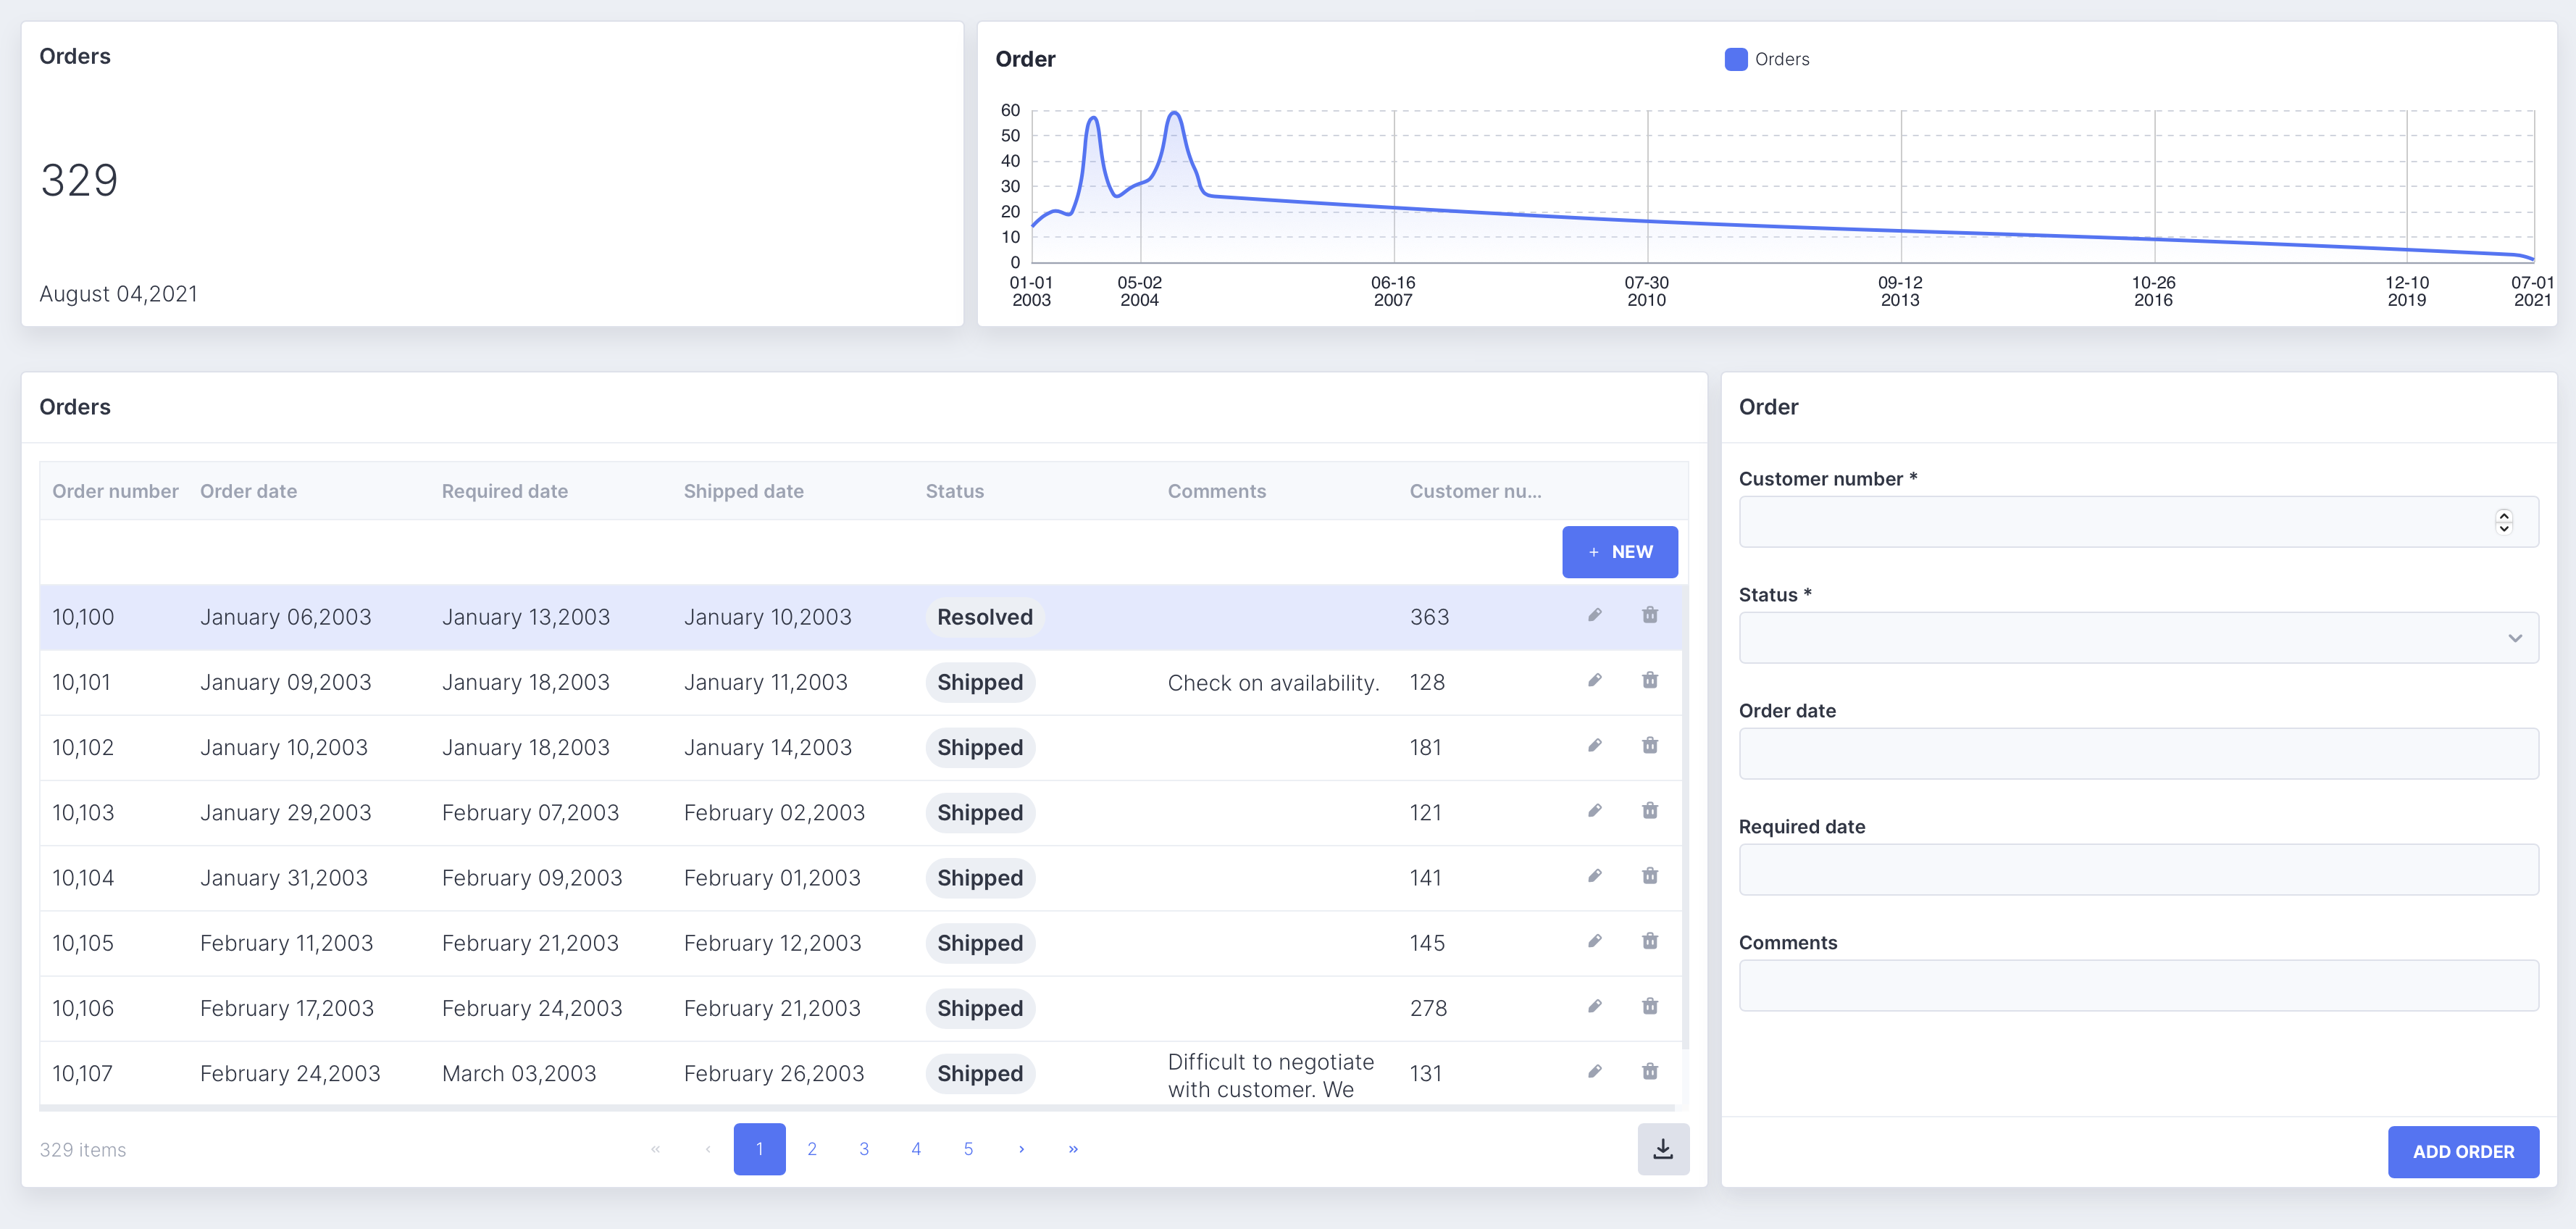 Orders
329
August 04,2021
Order
Orders
60
50
40
30
20
10
0
01-01 2003
05-02 2004
06-16 2007
07-30 2010
09-12 2013
10-26 2016
12-10 2019
07-01 2021
Orders
Order number Order date Required date Shipped date Status Comments Customer nu...
+ NEW
10,100 January 06,2003 January 13,2003 January 10,2003 Resolved 363
10,101 January 09,2003 January 18,2003 January 11,2003 Shipped Check on availability. 128
10,102 January 10,2003 January 18,2003 January 14,2003 Shipped 181
10,103 January 29,2003 February 07,2003 February 02,2003 Shipped 121
10,104 January 31,2003 February 09,2003 February 01,2003 Shipped 141
10,105 February 11,2003 February 21,2003 February 12,2003 Shipped 145
10,106 February 17,2003 February 24,2003 February 21,2003 Shipped 278
10,107 February 24,2003 March 03,2003 February 26,2003 Shipped Difficult to negotiate with customer. We 131
329 items
« ‹ 1 2 3 4 5 › »
Order
Customer number *
Status *
Order date
Required date
Comments
ADD ORDER